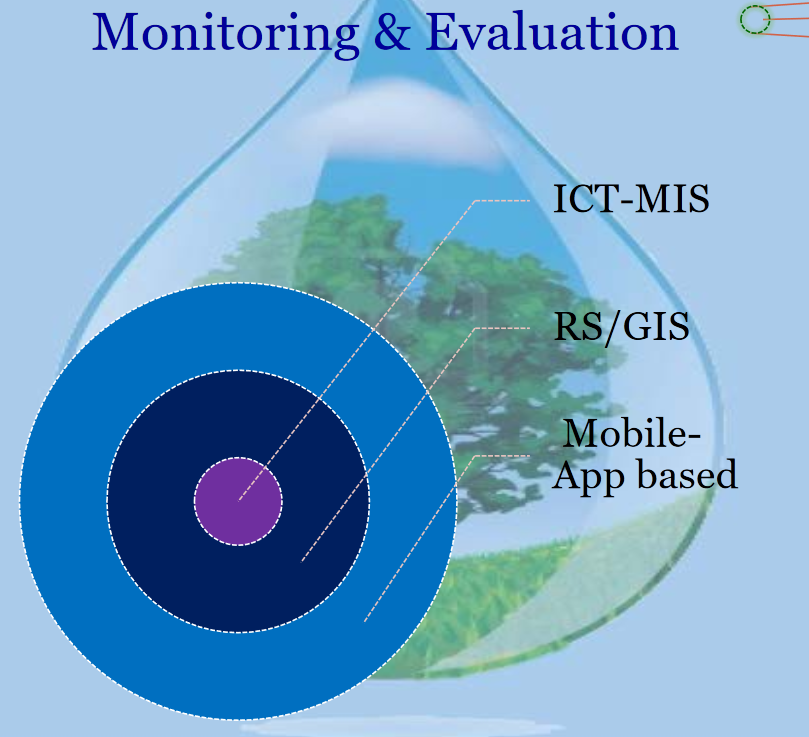 Monitoring & Evaluation
ICT-MIS
RS/GIS
Mobile-
App based